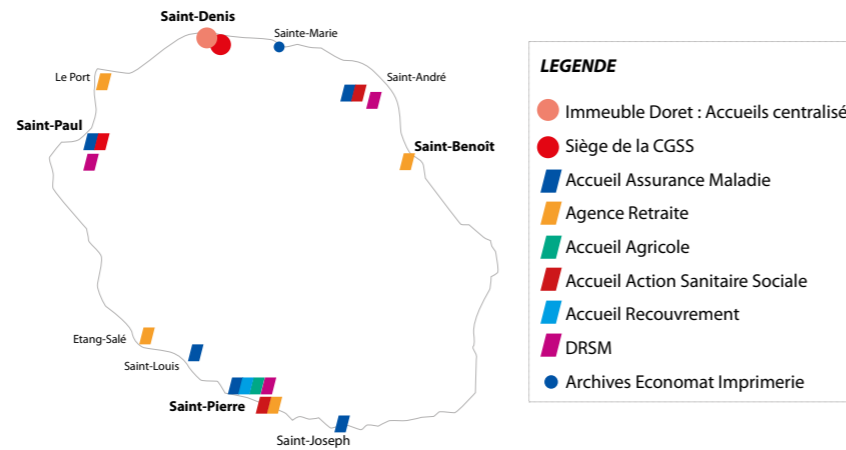 Saint-Denis
Sainte-Marie
Le Port
Saint-André
Saint-Paul
Saint-Benoît
Etang-Salé
Saint-Louis
Saint-Pierre
Saint-Joseph
LEGENDE
Immeuble Doret : Accueils centralisé
Siège de la CGSS
Accueil Assurance Maladie
Agence Retraite
Accueil Agricole
Accueil Action Sanitaire Sociale
Accueil Recouvrement
DRSM
Archives Economat Imprimerie